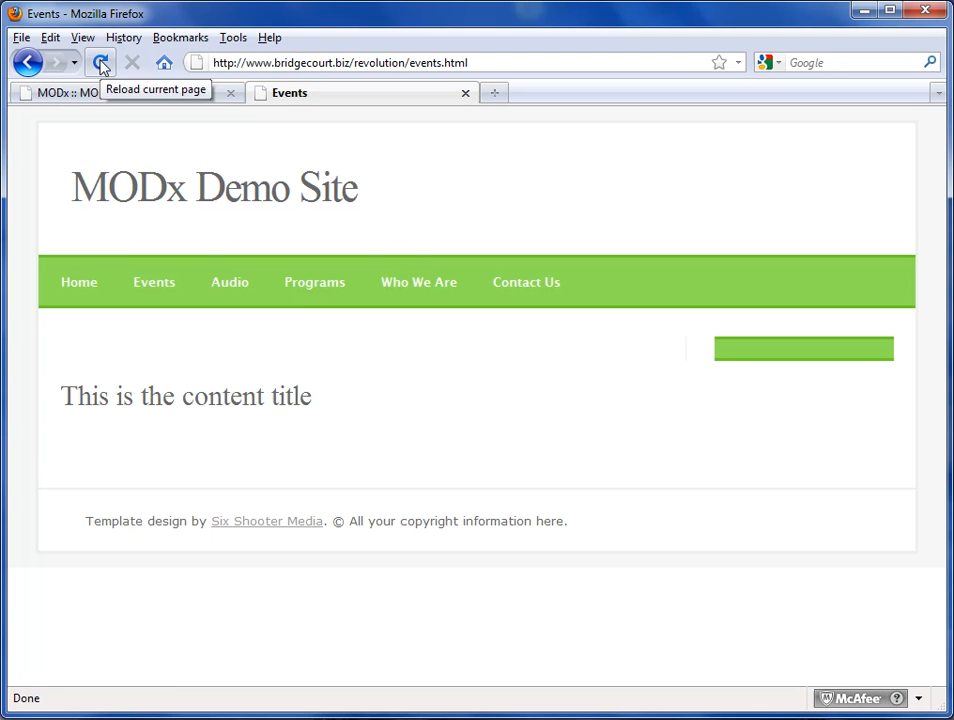 Events - Mozilla Firefox
File Edit View History Bookmarks Tools Help
http://www.bridgecourt.biz/revolution/events.html
Google
MODx :: MO
Reload current page
Events
MODx Demo Site
Home Events Audio Programs Who We Are Contact Us
This is the content title
Template design by Six Shooter Media. © All your copyright information here.
Done
McAfee